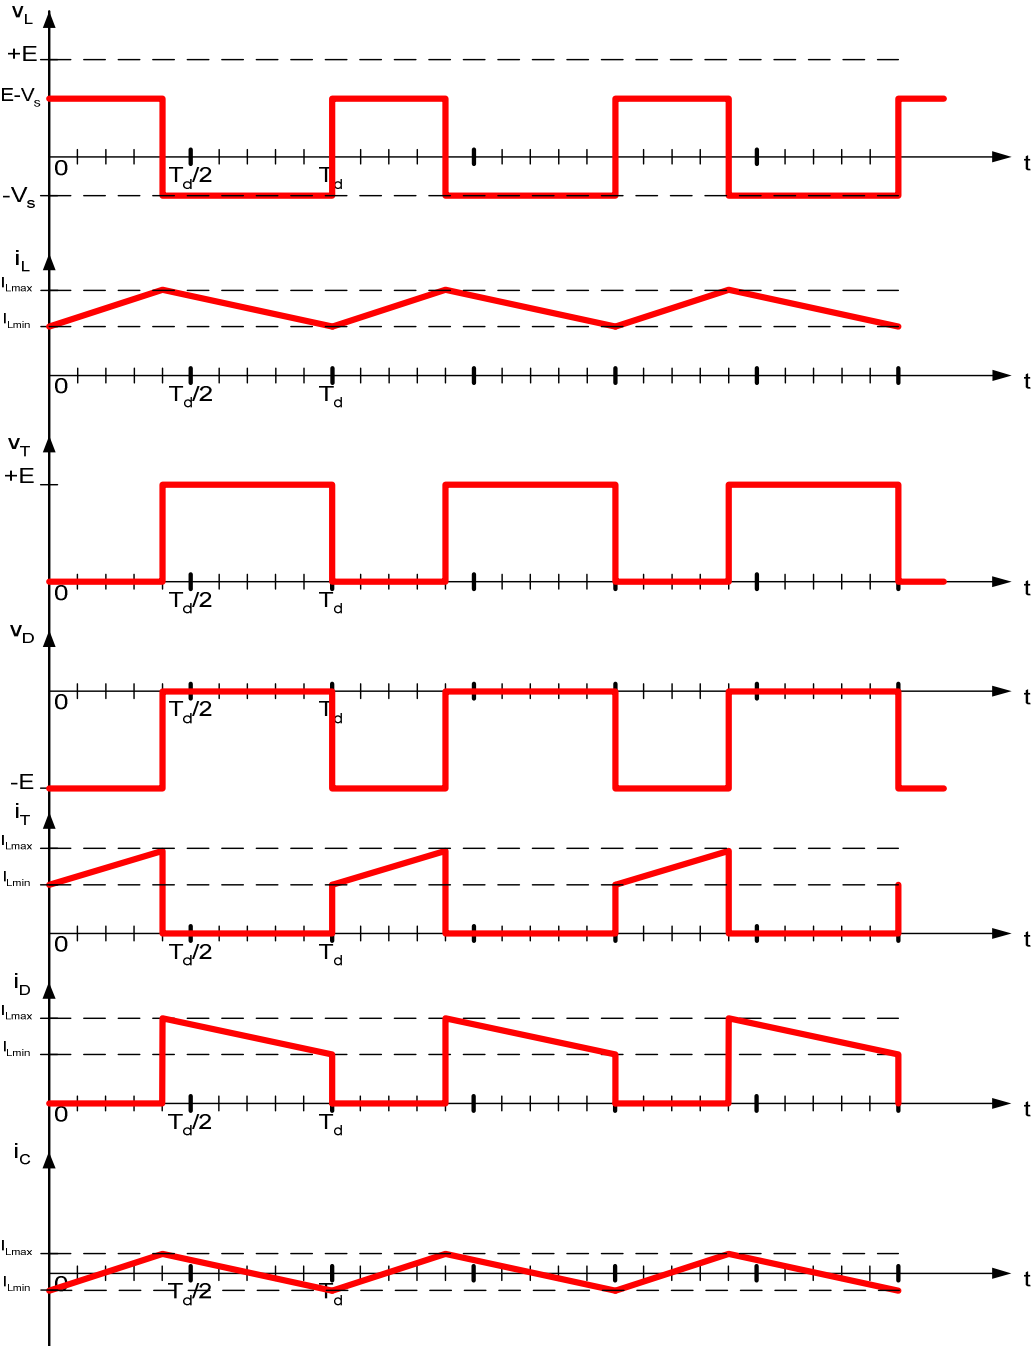 vL
+E
E-Vs
0 Td/2 Td t
-Vs
iL
ILmax
ILmin
0 Td/2 Td t
vT
+E
0 Td/2 Td t
vD
0 Td/2 Td t
-E
iT
ILmax
ILmin
0 Td/2 Td t
iD
ILmax
ILmin
0 Td/2 Td t
iC
ILmax
0 t
ILmin Td/2 Td